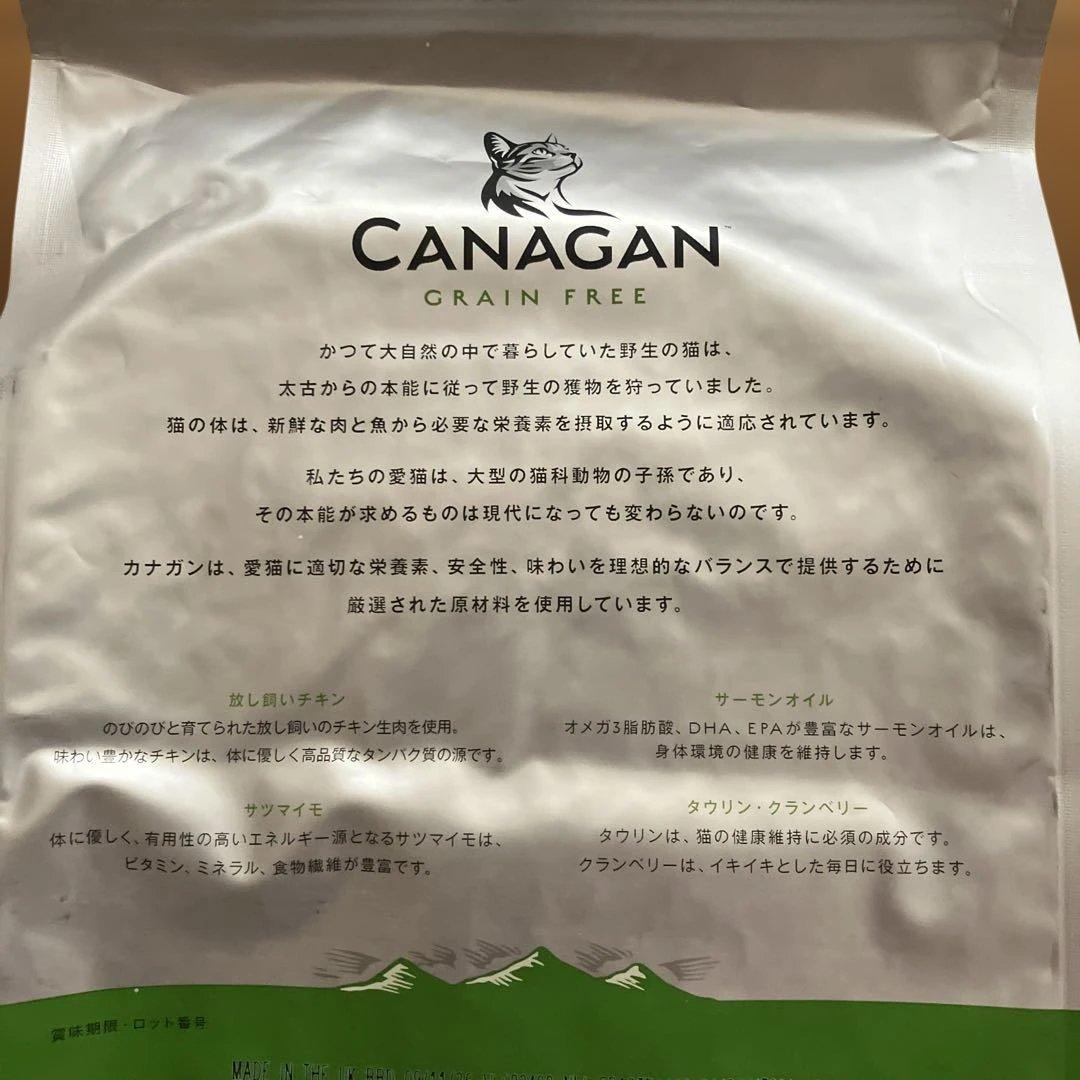 CANAGAN™
GRAIN FREE
かつて大自然の中で暮らしていた野生の猫は、
太古からの本能に従って野生の獲物を狩っていました。
猫の体は、新鮮な肉と魚から必要な栄養素を摂取するように適応されています。
私たちの愛猫は、大型の猫科動物の子孫であり、
その本能が求めるものは現代になっても変わらないのです。
カナガンは、愛猫に適切な栄養素、安全性、味わいを理想的なバランスで提供するために
厳選された原材料を使用しています。
放し飼いチキン
のびのびと育てられた放し飼いのチキン生肉を使用。
味わい豊かなチキンは、体に優しく高品質なタンパク質の源です。
サーモンオイル
オメガ3脂肪酸、DHA、EPAが豊富なサーモンオイルは、
身体環境の健康を維持します。
サツマイモ
体に優しく、有用性の高いエネルギー源となるサツマイモは、
ビタミン、ミネラル、食物繊維が豊富です。
タウリン・クランベリー
タウリンは、猫の健康維持に必須の成分です。
クランベリーは、イキイキとした毎日に役立ちます。
賞味期限・ロット番号
MADE IN THE UK BBD